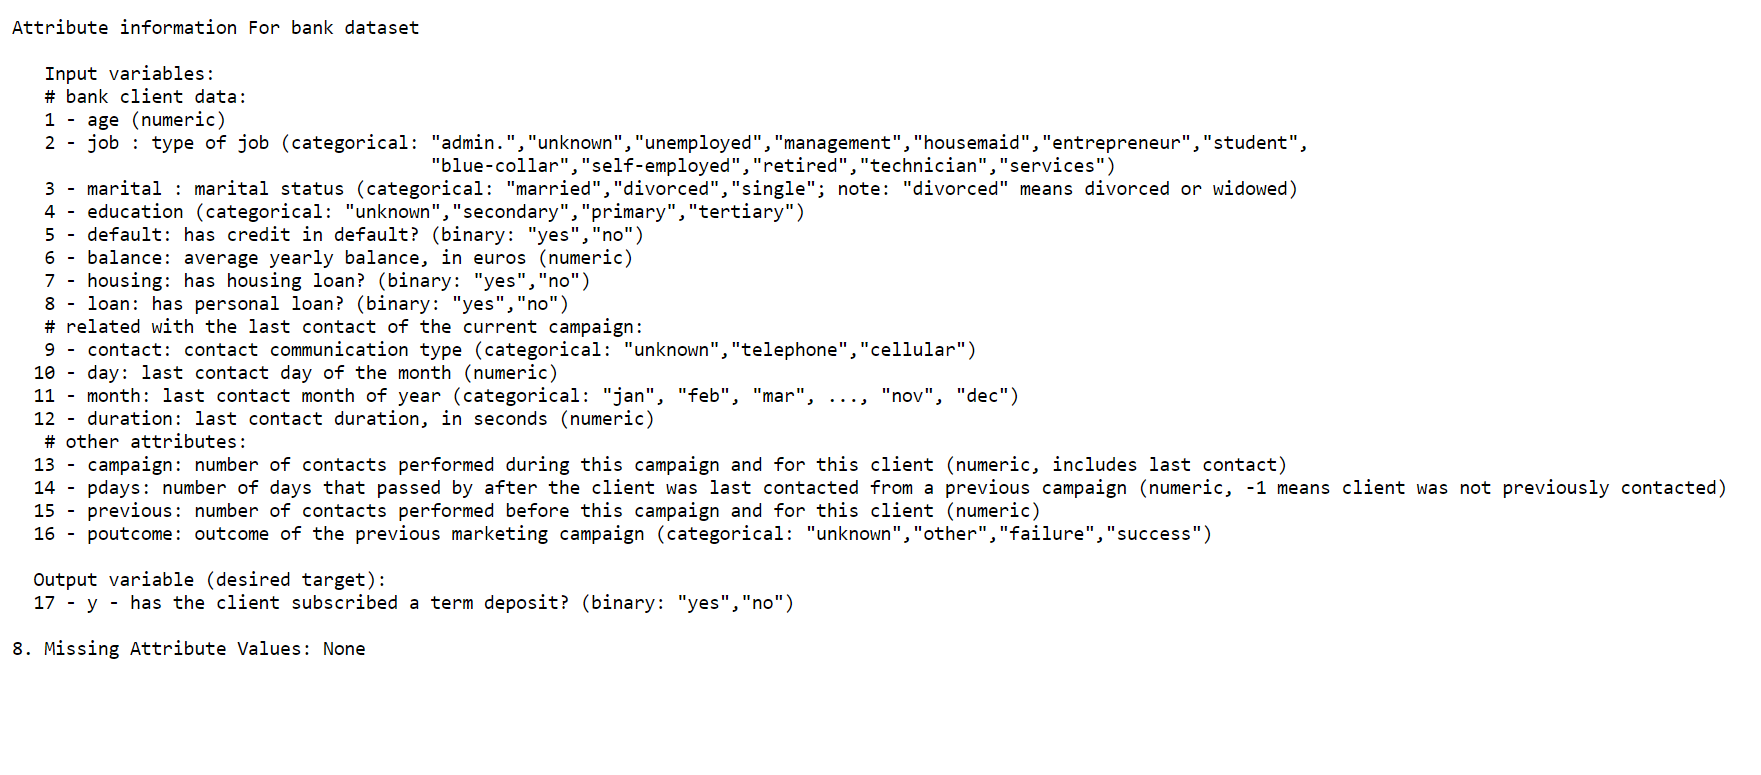 Attribute information For bank dataset
Input variables:
# bank client data:
1 - age (numeric)
2 - job : type of job (categorical: "admin.","unknown","unemployed","management","housemaid","entrepreneur","student",
"blue-collar","self-employed","retired","technician","services")
3 - marital : marital status (categorical: "married","divorced","single"; note: "divorced" means divorced or widowed)
4 - education (categorical: "unknown","secondary","primary","tertiary")
5 - default: has credit in default? (binary: "yes","no")
6 - balance: average yearly balance, in euros (numeric)
7 - housing: has housing loan? (binary: "yes","no")
8 - loan: has personal loan? (binary: "yes","no")
# related with the last contact of the current campaign:
9 - contact: contact communication type (categorical: "unknown","telephone","cellular")
10 - day: last contact day of the month (numeric)
11 - month: last contact month of year (categorical: "jan", "feb", "mar", ..., "nov", "dec")
12 - duration: last contact duration, in seconds (numeric)
# other attributes:
13 - campaign: number of contacts performed during this campaign and for this client (numeric, includes last contact)
14 - pdays: number of days that passed by after the client was last contacted from a previous campaign (numeric, -1 means client was not previously contacted)
15 - previous: number of contacts performed before this campaign and for this client (numeric)
16 - poutcome: outcome of the previous marketing campaign (categorical: "unknown","other","failure","success")
Output variable (desired target):
17 - y - has the client subscribed a term deposit? (binary: "yes","no")
8. Missing Attribute Values: None